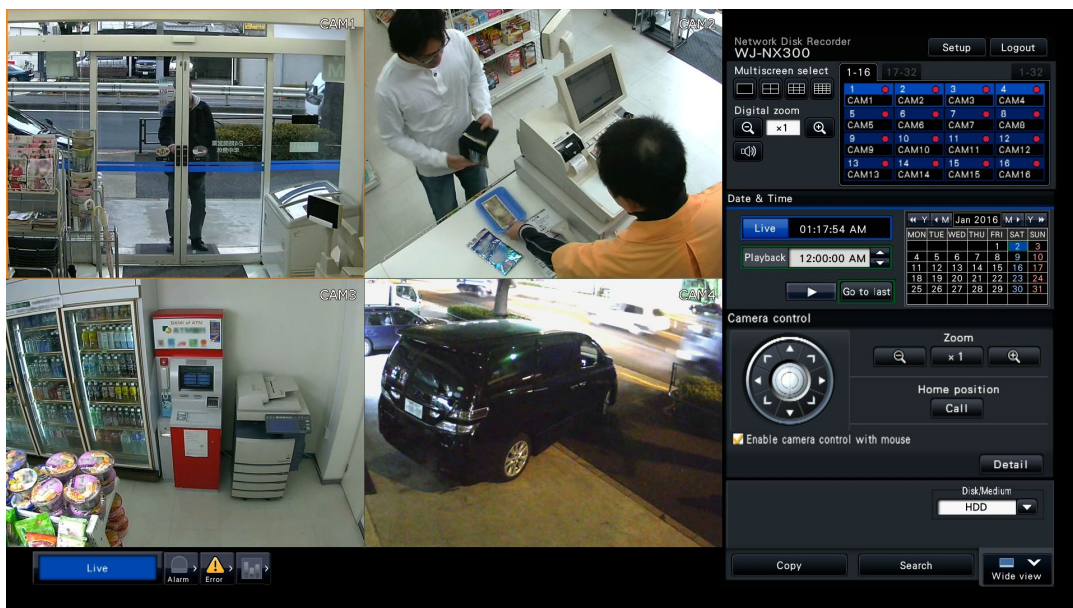 CAM1
CAM2
CAM3
BANK of ATM
CAM4
Network Disk Recorder
WJ-NX300
Setup
Logout
Multiscreen select
1-16
17-32
1-32
1 2 3 4
CAM1 CAM2 CAM3 CAM4
5 6 7 8
CAM5 CAM6 CAM7 CAM8
9 10 11 12
CAM9 CAM10 CAM11 CAM12
13 14 15 16
CAM13 CAM14 CAM15 CAM16
Digital zoom
×1
Date & Time
Live 01:17:54 AM
Playback 12:00:00 AM
Go to last
Y M Jan 2016 M Y
MON TUE WED THU FRI SAT SUN
1 2 3
4 5 6 7 8 9 10
11 12 13 14 15 16 17
18 19 20 21 22 23 24
25 26 27 28 29 30 31
Camera control
Zoom
×1
Home position
Call
Enable camera control with mouse
Detail
Disk/Medium
HDD
Live
Alarm
Error
Copy
Search
Wide view